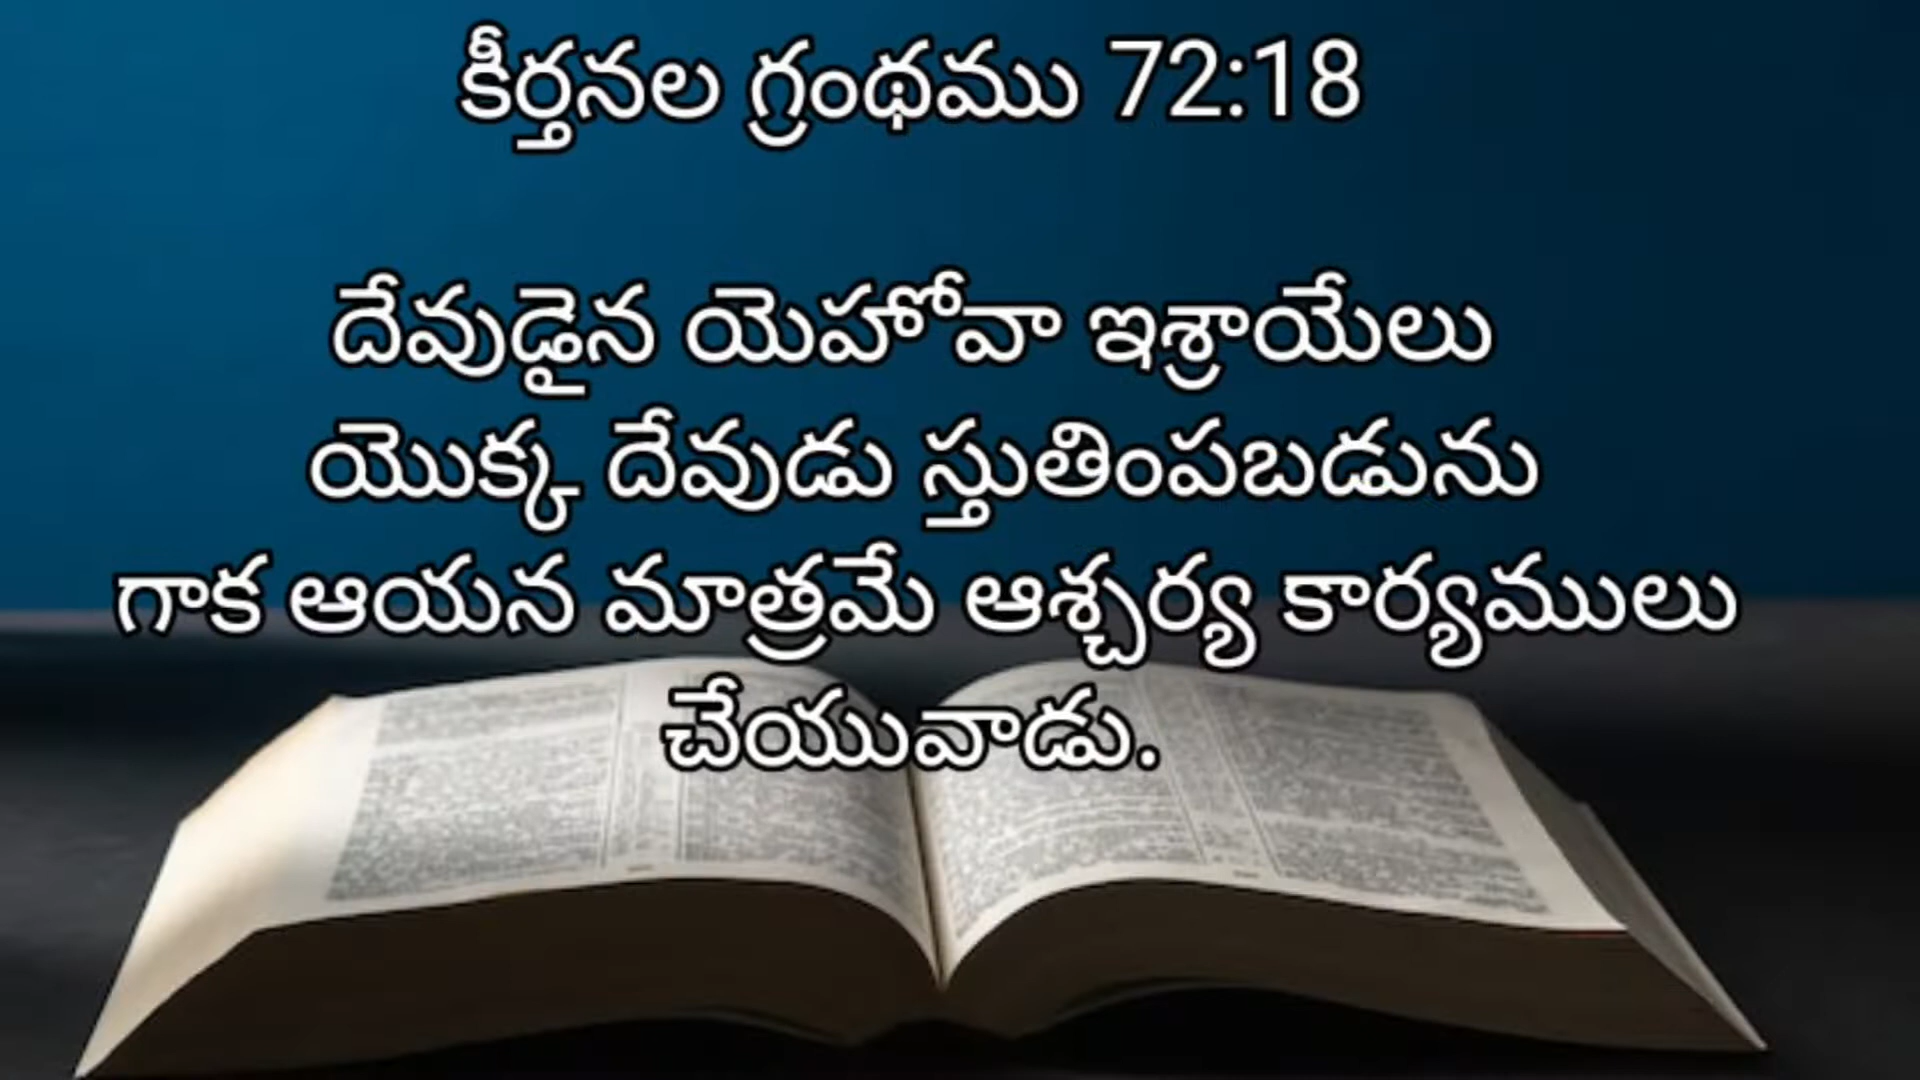 కీర్తనల గ్రంథము 72:18
దేవుడైన యెహోవా ఇశ్రాయేలు
యొక్క దేవుడు స్తుతింపబడును
గాక ఆయన మాత్రమే ఆశ్చర్య కార్యములు
చేయువాడు.